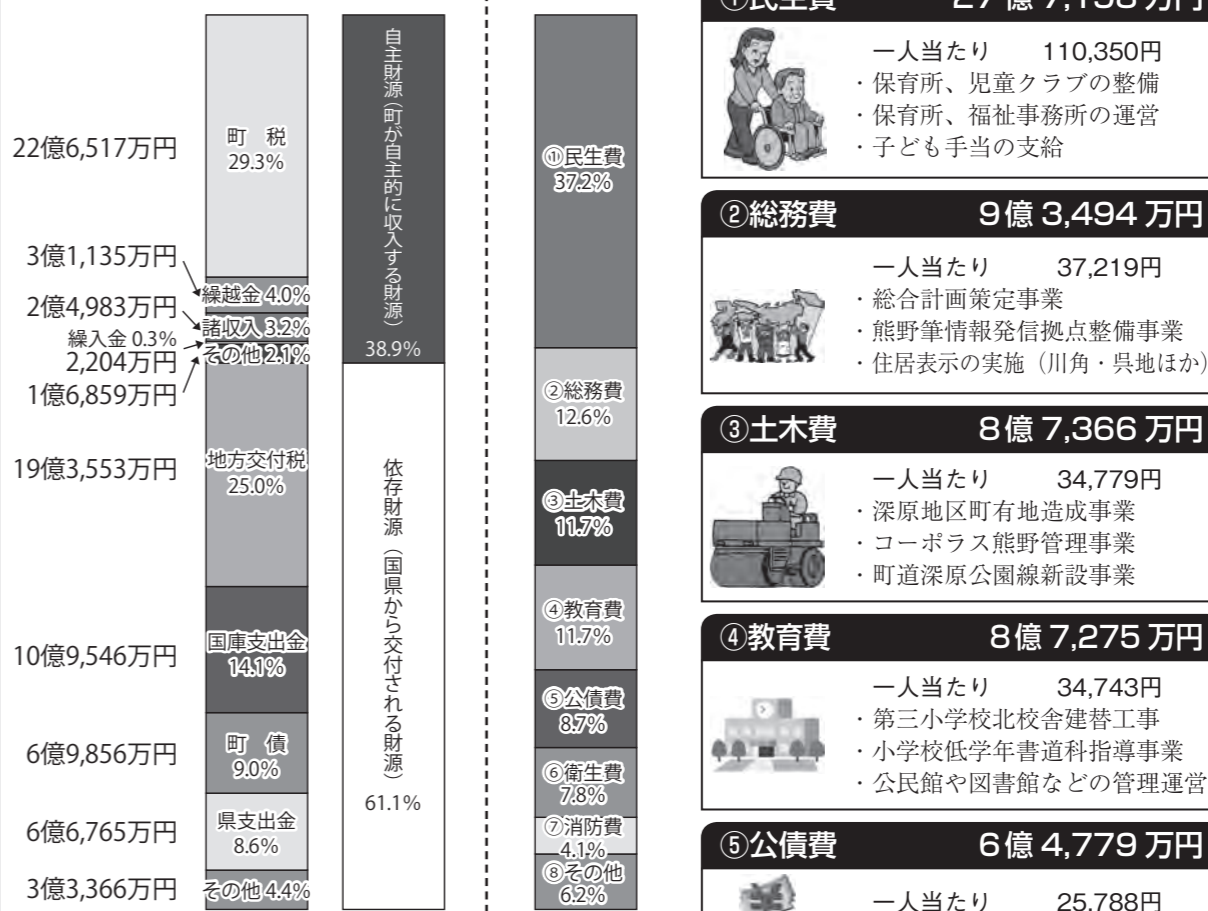 22億6,517万円
3億1,135万円
2億4,983万円
繰入金 0.3%
2,204万円
1億6,859万円
19億3,553万円
10億9,546万円
6億9,856万円
6億6,765万円
3億3,366万円
町 税
29.3%
繰越金 4.0%
諸収入 3.2%
その他 2.1%
地方交付税
25.0%
国庫支出金
14.1%
町 債
9.0%
県支出金
8.6%
その他 4.4%
自主財源(町が自主的に収入する財源)
38.9%
依存財源(国県から交付される財源)
61.1%
①民生費
37.2%
②総務費
12.6%
③土木費
11.7%
④教育費
11.7%
⑤公債費
8.7%
⑥衛生費
7.8%
⑦消防費
4.1%
⑧その他
6.2%
①民生費 27億 7,198 万円
一人当たり 110,350円
・保育所、児童クラブの整備
・保育所、福祉事務所の運営
・子ども手当の支給
②総務費 9億 3,494 万円
一人当たり 37,219円
・総合計画策定事業
・熊野筆情報発信拠点整備事業
・住居表示の実施(川角・呉地ほか)
③土木費 8億 7,366 万円
一人当たり 34,779円
・深原地区町有地造成事業
・コーポラス熊野管理事業
・町道深原公園線新設事業
④教育費 8億 7,275 万円
一人当たり 34,743円
・第三小学校北校舎建替工事
・小学校低学年書道科指導事業
・公民館や図書館などの管理運営
⑤公債費 6億 4,779 万円
一人当たり 25,788円